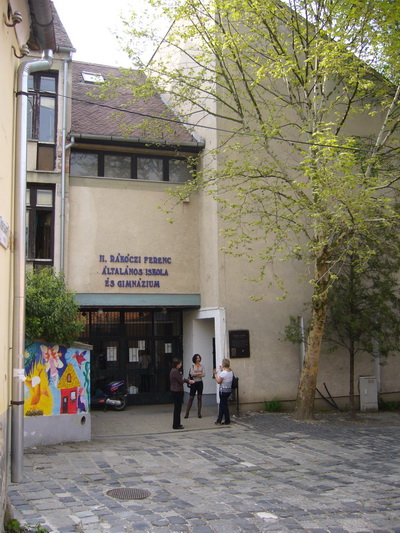 II. RÁKÓCZI FERENC
ÁLTALÁNOS ISKOLA
ÉS GIMNÁZIUM